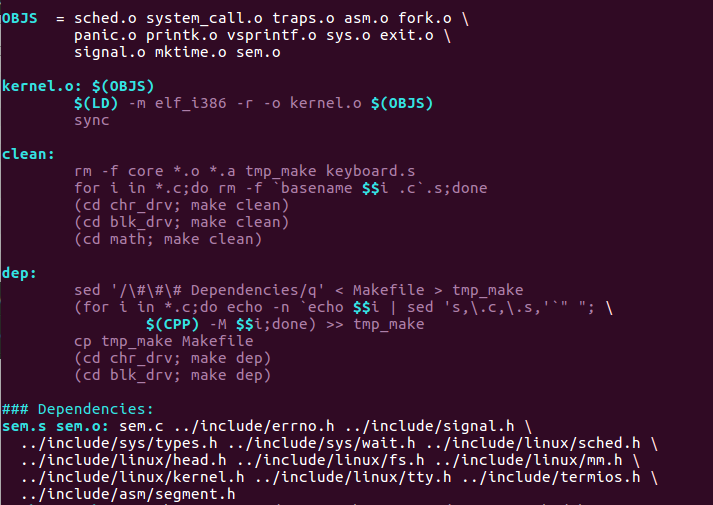 OBJS  = sched.o system_call.o traps.o asm.o fork.o \
        panic.o printk.o vsprintf.o sys.o exit.o \
        signal.o mktime.o sem.o

kernel.o: $(OBJS)
        $(LD) -m elf_i386 -r -o kernel.o $(OBJS)
        sync

clean:
        rm -f core *.o *.a tmp_make keyboard.s
        for i in *.c;do rm -f `basename $$i .c`.s;done
        (cd chr_drv; make clean)
        (cd blk_drv; make clean)
        (cd math; make clean)

dep:
        sed '/\#\#\# Dependencies/q' < Makefile > tmp_make
        (for i in *.c;do echo -n `echo $$i | sed 's,\.c,\.s,'`" "; \
                $(CPP) -M $$i;done) >> tmp_make
        cp tmp_make Makefile
        (cd chr_drv; make dep)
        (cd blk_drv; make dep)

### Dependencies:
sem.s sem.o: sem.c ../include/errno.h ../include/signal.h \
  ../include/sys/types.h ../include/sys/wait.h ../include/linux/sched.h \
  ../include/linux/head.h ../include/linux/fs.h ../include/linux/mm.h \
  ../include/linux/kernel.h ../include/linux/tty.h ../include/termios.h \
  ../include/asm/segment.h